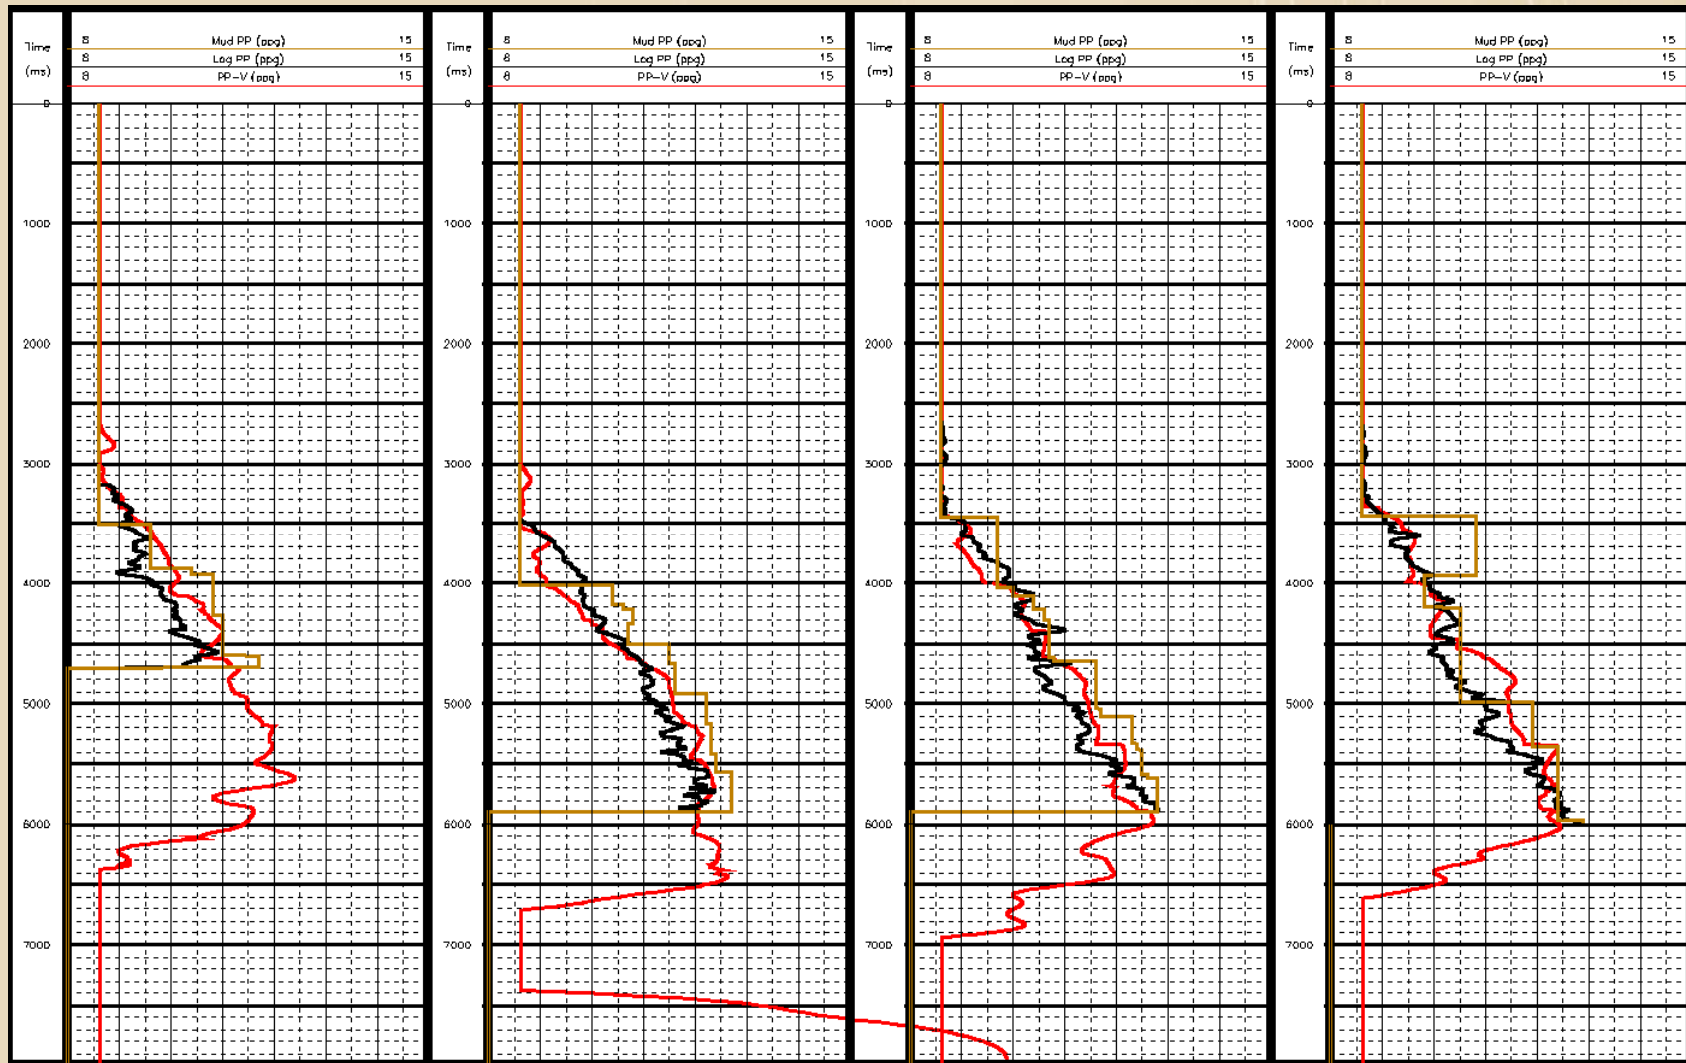 Time 8 Mud PP (ppg) 15 Time 8 Mud PP (ppg) 15 Time 8 Mud PP (ppg) 15 Time 8 Mud PP (ppg) 15
8 Log PP (ppg) 15 8 Log PP (ppg) 15 8 Log PP (ppg) 15 8 Log PP (ppg) 15
(ms) 8 PP-V (ppg) 15 (ms) 8 PP-V (ppg) 15 (ms) 8 PP-V (ppg) 15 (ms) 8 PP-V (ppg) 15
0 0 0 0
1000 1000 1000 1000
2000 2000 2000 2000
3000 3000 3000 3000
4000 4000 4000 4000
5000 5000 5000 5000
6000 6000 6000 6000
7000 7000 7000 7000